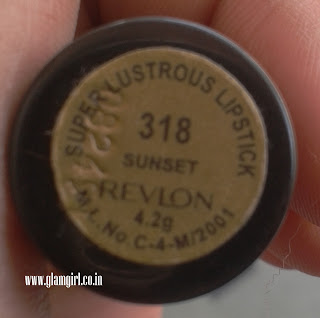 SUPER LUSTROUS LIPSTICK
318
SUNSET
REVLON
4.2g
M.L.No.C-4-M/2001
www.glamgirl.co.in